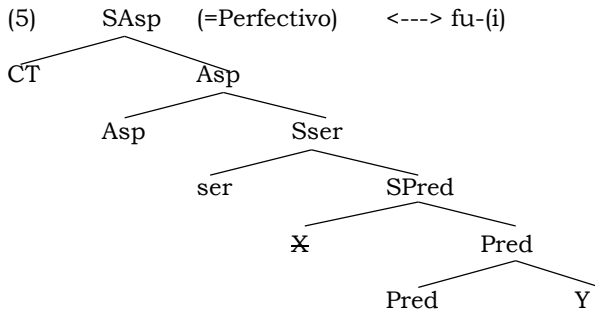 (5) SAsp (=Perfectivo) <---> fu-(i)
CT Asp
Asp Sser
ser SPred
X Pred
Pred Y